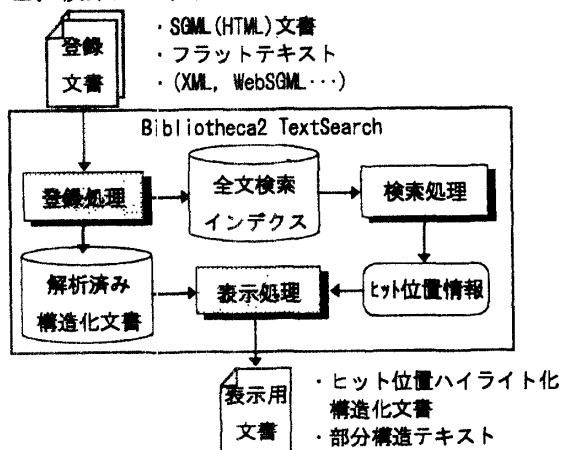 登録
文書
・SGML(HTML)文書
・フラットテキスト
・(XML, WebSGML···)
Bibliotheca2 TextSearch
登録処理
全文検索
インデクス
検索処理
解析済み
構造化文書
表示処理
ヒット位置情報
表示用
文書
・ヒット位置ハイライト化
構造化文書
・部分構造テキスト